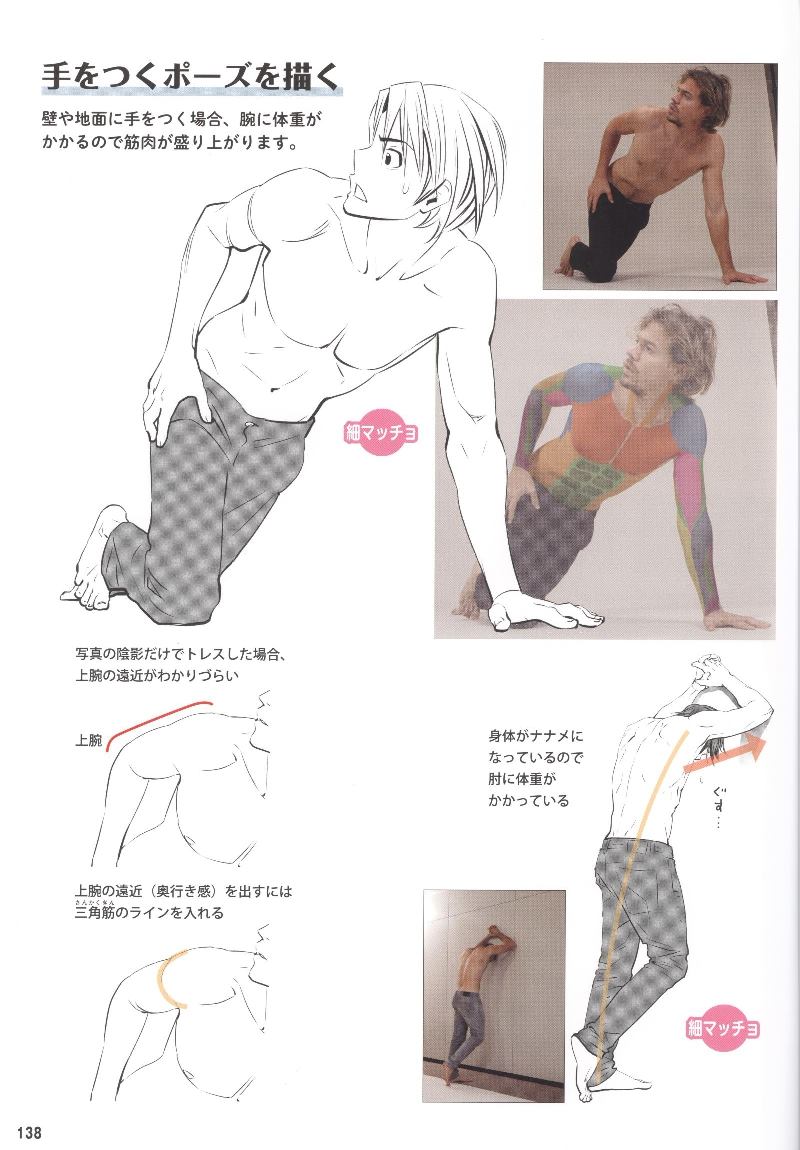 手をつくポーズを描く
壁や地面に手をつく場合、腕に体重が
かかるので筋肉が盛り上がります。
細マッチョ
写真の陰影だけでトレスした場合、
上腕の遠近がわかりづらい
上腕
身体がナナメに
なっているので
肘に体重が
かかっている
ぐす…
上腕の遠近（奥行き感）を出すには
さんかくきん
三角筋のラインを入れる
細マッチョ
138